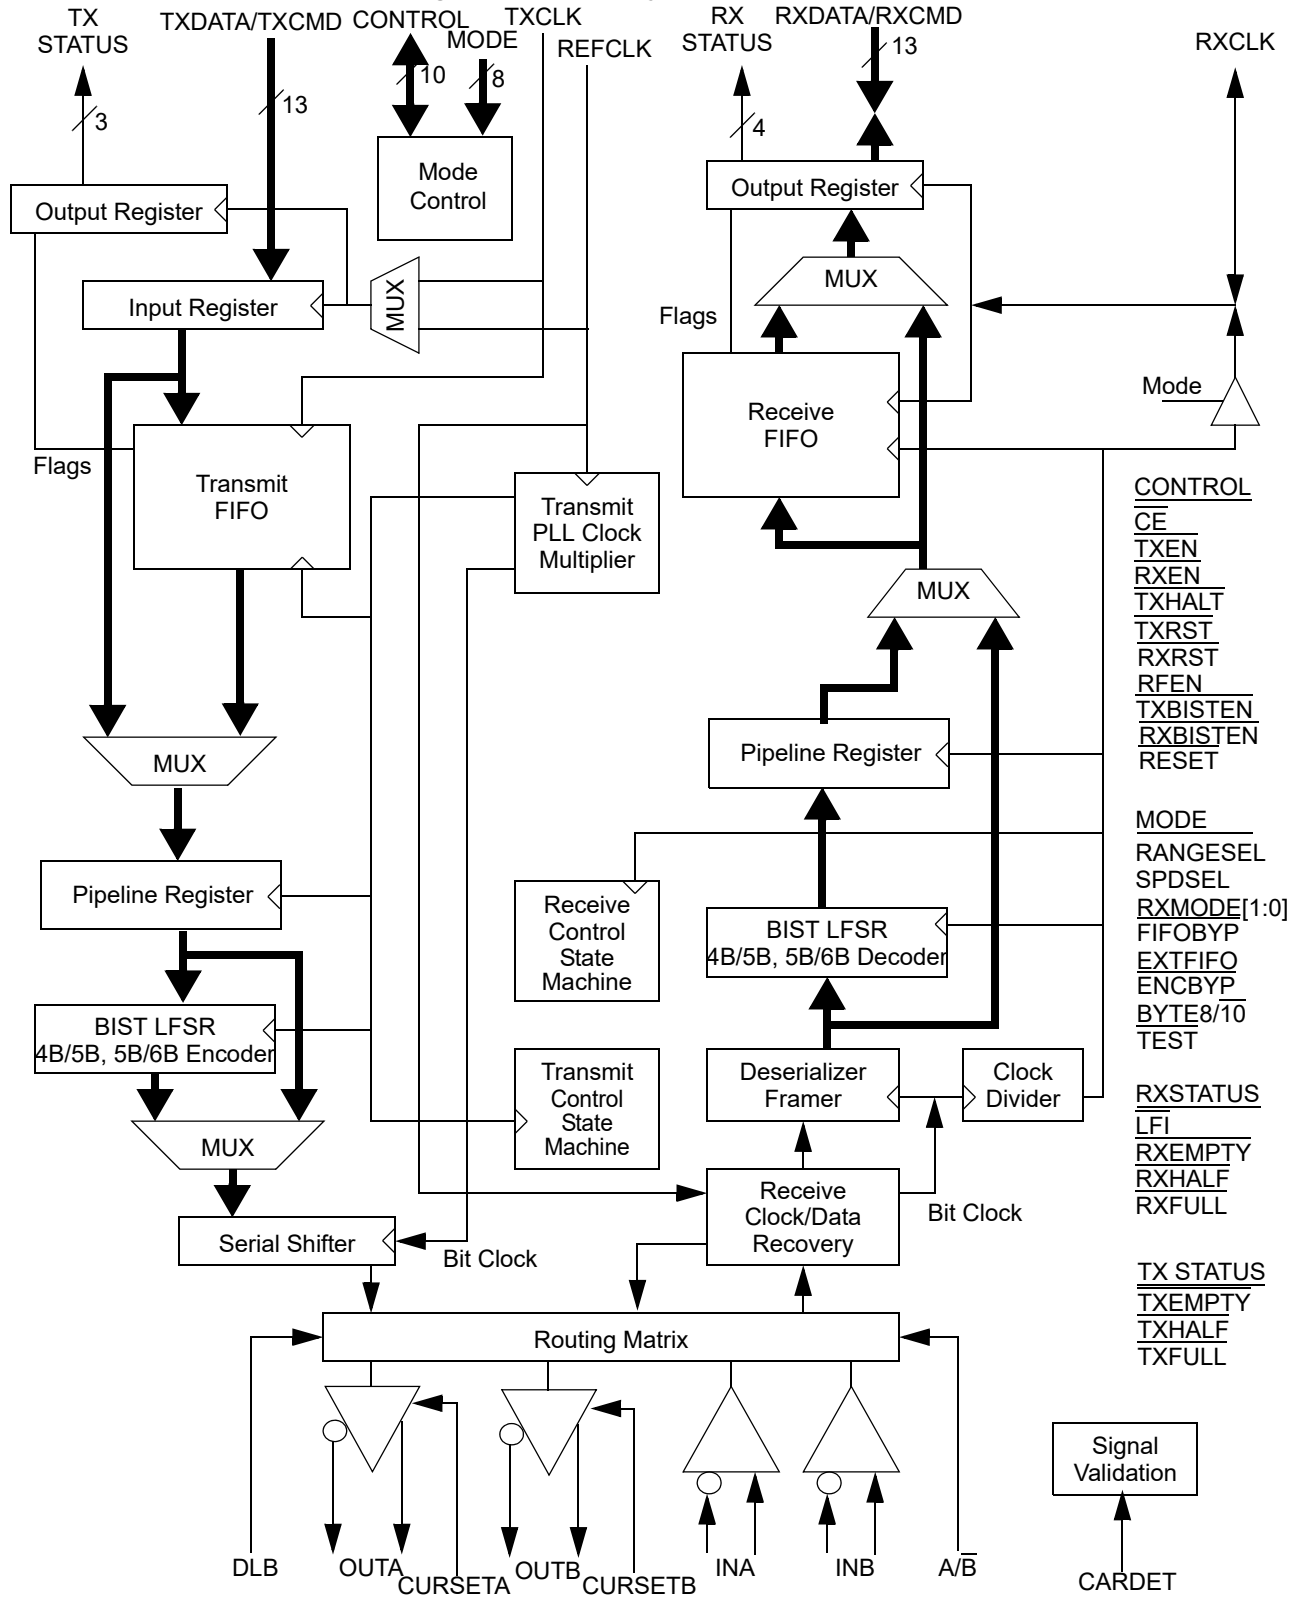 TX
STATUS
TXDATA/TXCMD
CONTROL
MODE
TXCLK
REFCLK
RX
STATUS
RXDATA/RXCMD
RXCLK
3
13
10
8
4
13
Mode
Control
Output Register
Input Register
MUX
Flags
Transmit
FIFO
Transmit
PLL Clock
Multiplier
MUX
Pipeline Register
BIST LFSR
4B/5B, 5B/6B Encoder
MUX
Serial Shifter
Bit Clock
Output Register
MUX
Flags
Receive
FIFO
Mode
MUX
Pipeline Register
Receive
Control
State
Machine
BIST LFSR
4B/5B, 5B/6B Decoder
Transmit
Control
State
Machine
Deserializer
Framer
Clock
Divider
Receive
Clock/Data
Recovery
Bit Clock
Routing Matrix
DLB
OUTA
CURSETA
OUTB
CURSETB
INA
INB
A/B
CONTROL
CE
TXEN
RXEN
TXHALT
TXRST
RXRST
RFEN
TXBISTEN
RXBISTEN
RESET
MODE
RANGESEL
SPDSEL
RXMODE[1:0]
FIFOBYP
EXTFIFO
ENCBYP
BYTE8/10
TEST
RXSTATUS
LFI
RXEMPTY
RXHALF
RXFULL
TX STATUS
TXEMPTY
TXHALF
TXFULL
Signal
Validation
CARDET